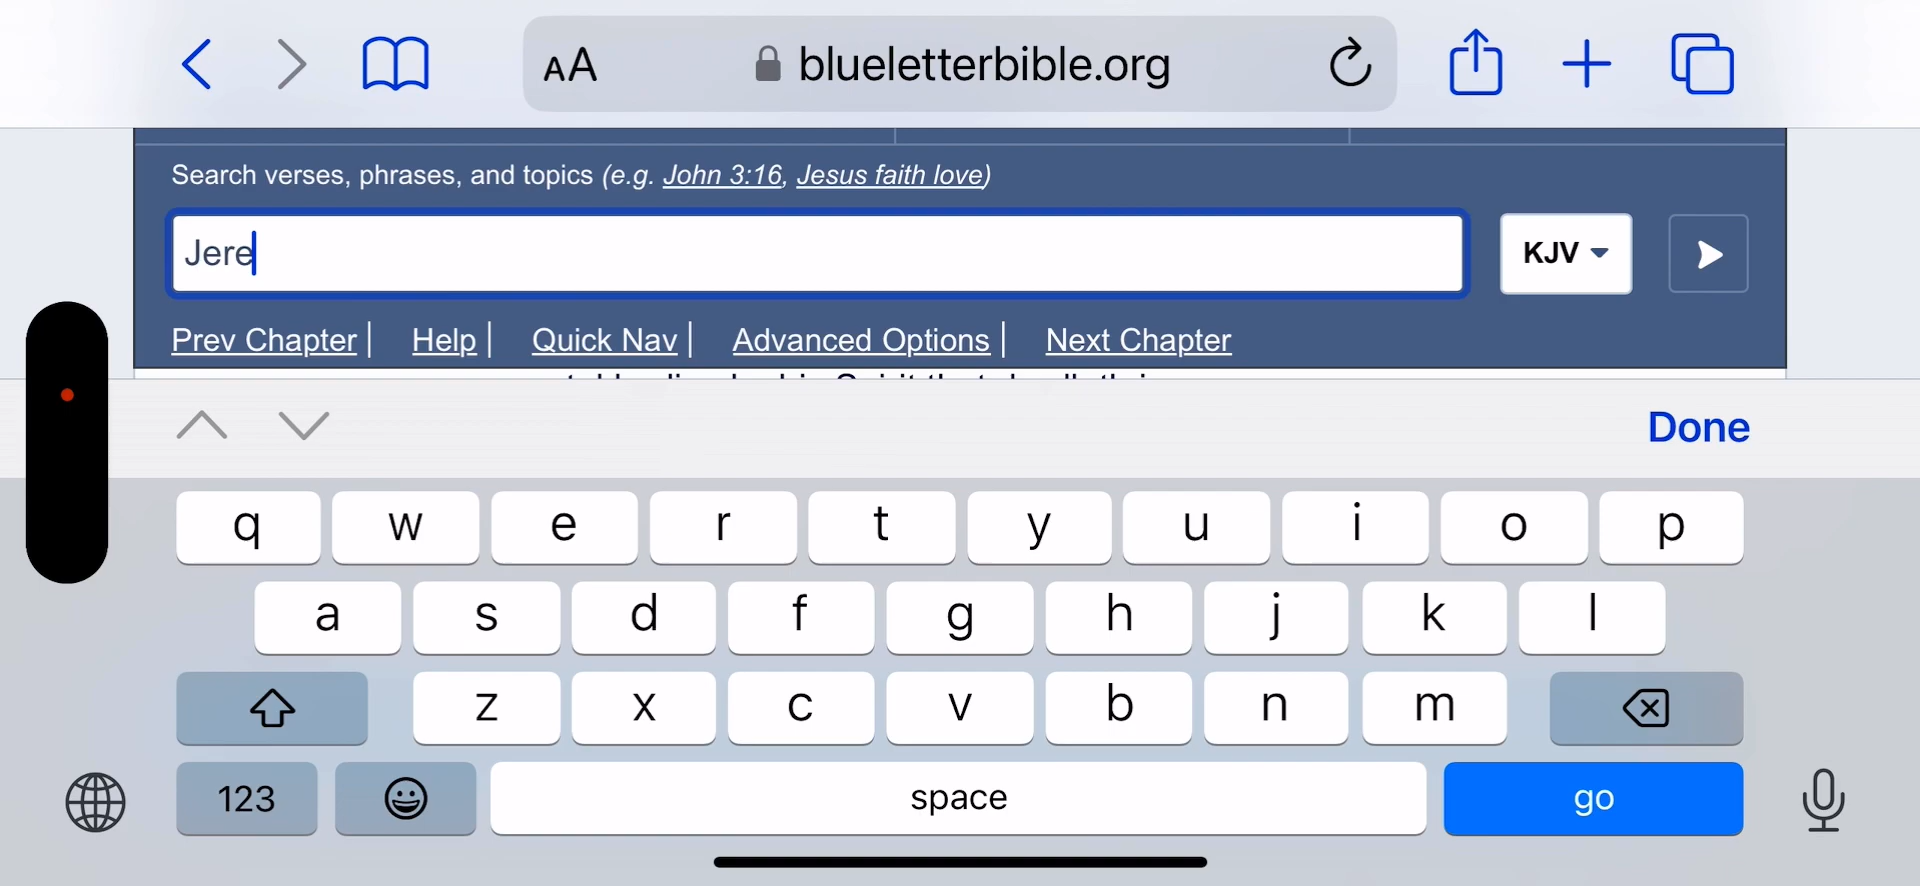 AA blueletterbible.org
Search verses, phrases, and topics (e.g. John 3:16, Jesus faith love)
Jere KJV
Prev Chapter | Help | Quick Nav | Advanced Options | Next Chapter
Done
q w e r t y u i o p
a s d f g h j k l
z x c v b n m
123 space go